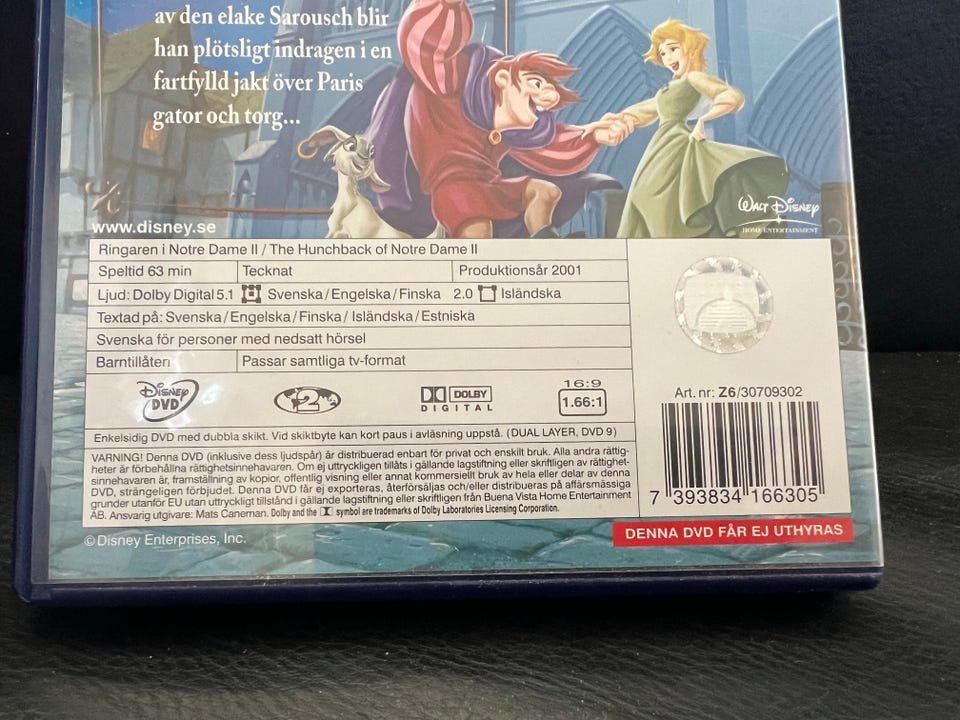 av den elake Sarousch blir
han plötsligt indragen i en
fartfylld jakt över Paris
gator och torg...
WALT DISNEY
HOME ENTERTAINMENT
www.disney.se
Ringaren i Notre Dame II / The Hunchback of Notre Dame II
Speltid 63 min Tecknat Produktionsår 2001
Ljud: Dolby Digital 5.1 Svenska/Engelska/Finska 2.0 Isländska
Textad på: Svenska/Engelska/Finska/Isländska/Estniska
Svenska för personer med nedsatt hörsel
Barntillåten Passar samtliga tv-format
DISNEY DVD 2 DOLBY DIGITAL 16:9 1.66:1
Enkelsidig DVD med dubbla skikt. Vid skiktbyte kan kort paus i avläsning uppstå. (DUAL LAYER, DVD 9)
VARNING! Denna DVD (inklusive dess ljudspår) är distribuerad enbart för privat och enskilt bruk. Alla andra rättig-
heter är förbehållna rättighetsinnehavaren. Om ej uttryckligen tillåts i gällande lagstiftning eller skriftligen av rättighet-
sinnehavaren är, framställning av kopior, offentlig visning eller annat kommersiellt bruk av hela eller delar av denna
DVD, strängeligen förbjudet. Denna DVD får ej exporteras, återförsäljas och/eller distribueras på affärsmässiga
grunder utanför EU utan uttryckligt tillstånd i gällande lagstiftning eller skriftligen från Buena Vista Home Entertainment
AB. Ansvarig utgivare: Mats Caneman. Dolby and the symbol are trademarks of Dolby Laboratories Licensing Corporation.
Art. nr: Z6/30709302
7 393834 166305
DENNA DVD FÅR EJ UTHYRAS
©Disney Enterprises, Inc.